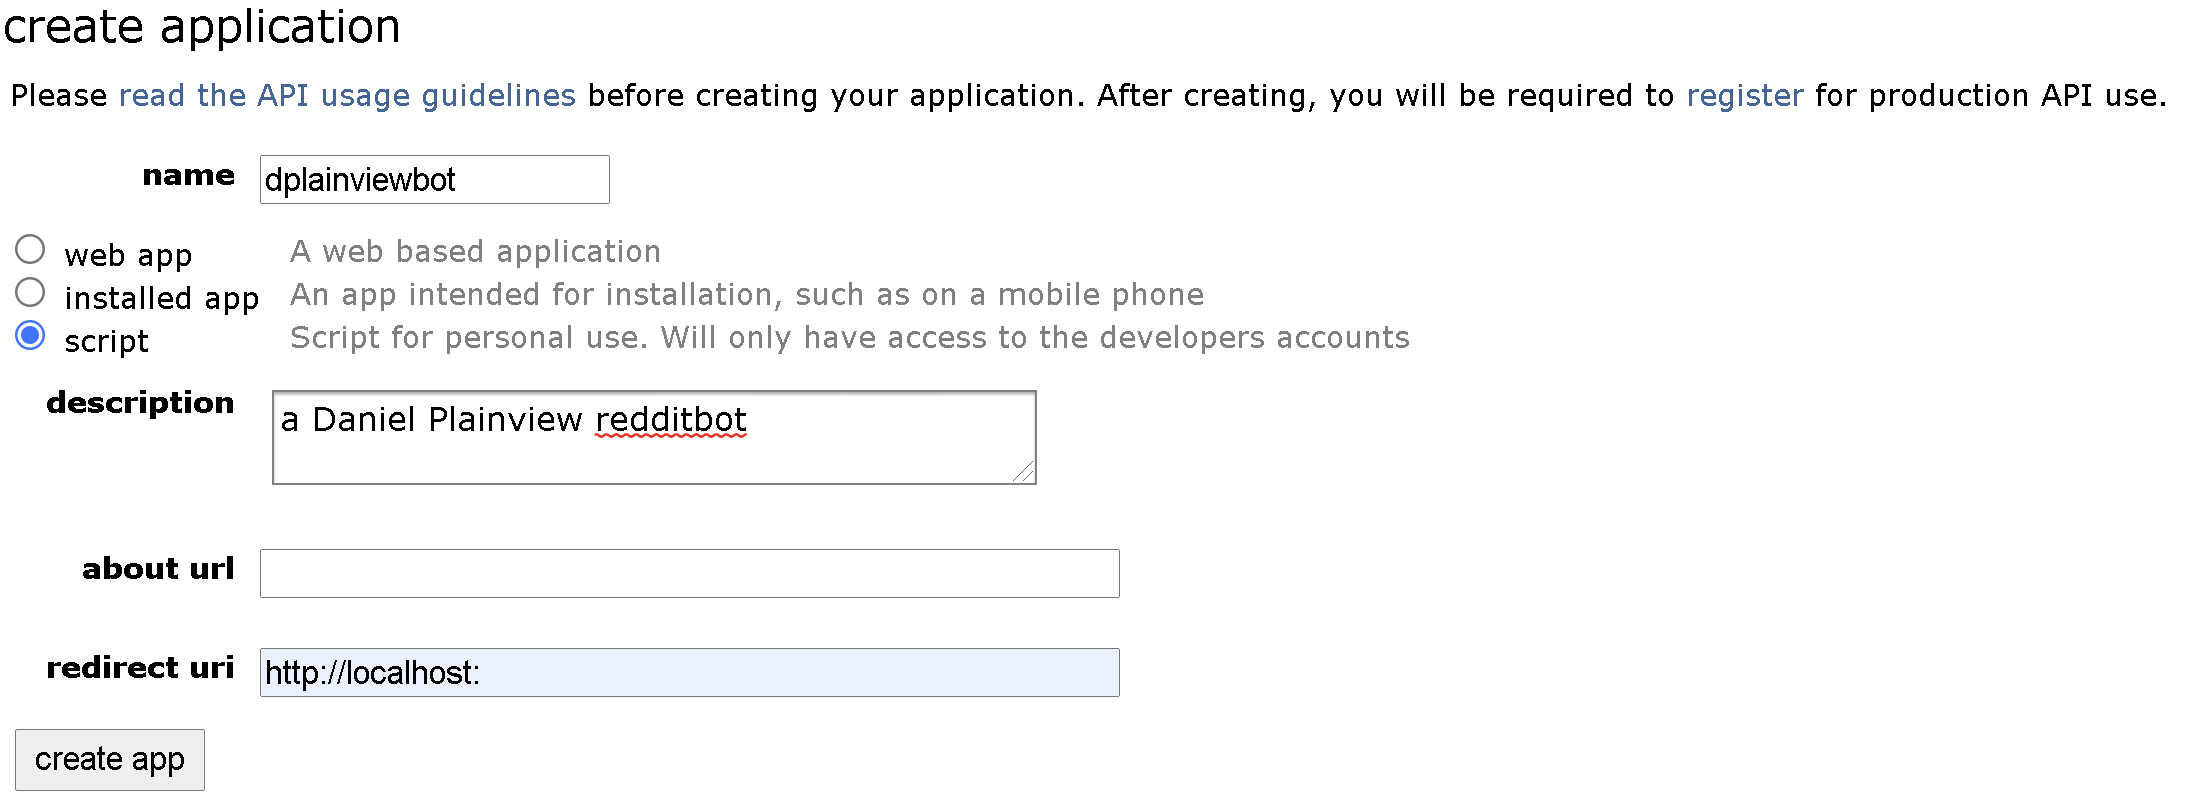 create application
Please read the API usage guidelines before creating your application. After creating, you will be required to register for production API use.
name dplainviewbot
web app A web based application
installed app An app intended for installation, such as on a mobile phone
script Script for personal use. Will only have access to the developers accounts
description a Daniel Plainview redditbot
about url
redirect uri http://localhost:
create app